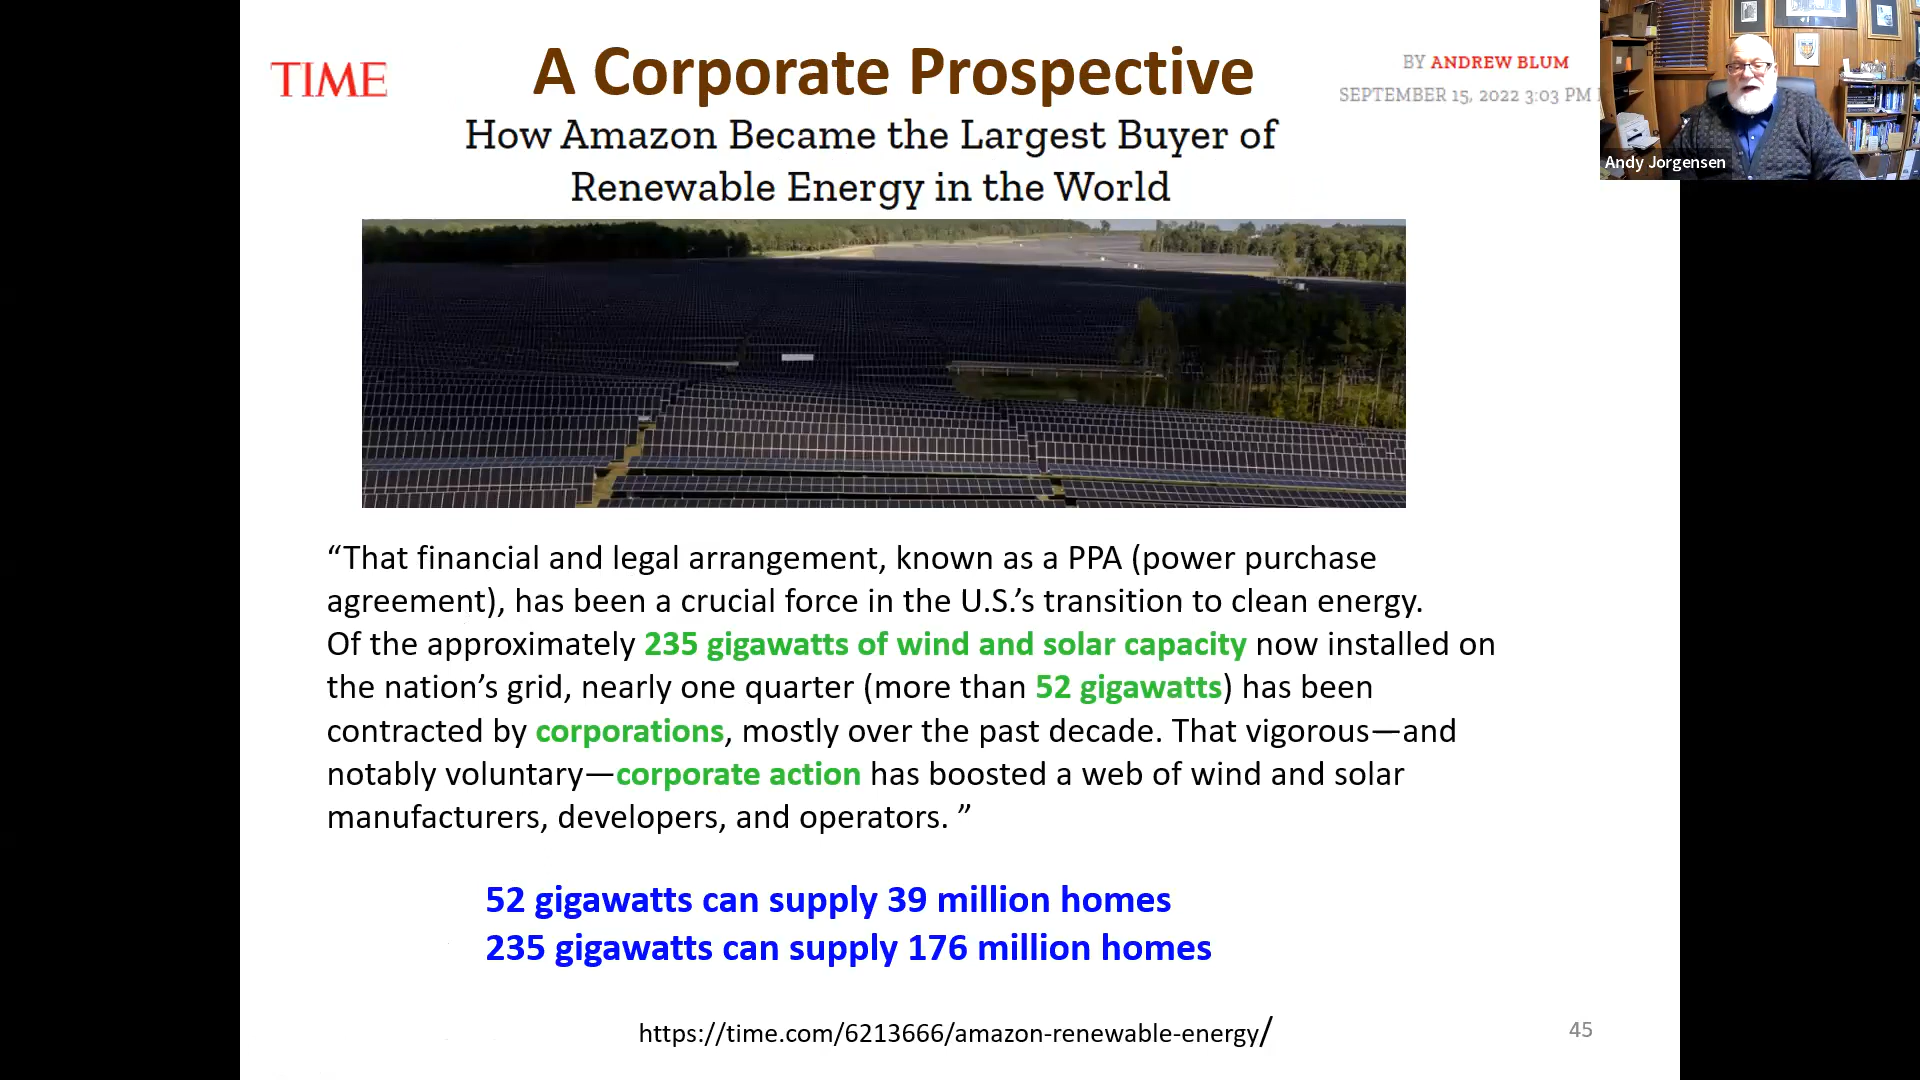 TIME
A Corporate Prospective
BY ANDREW BLUM
SEPTEMBER 15, 2022 3:03 PM
How Amazon Became the Largest Buyer of
Renewable Energy in the World
Andy Jorgensen
“That financial and legal arrangement, known as a PPA (power purchase
agreement), has been a crucial force in the U.S.’s transition to clean energy.
Of the approximately 235 gigawatts of wind and solar capacity now installed on
the nation’s grid, nearly one quarter (more than 52 gigawatts) has been
contracted by corporations, mostly over the past decade. That vigorous—and
notably voluntary—corporate action has boosted a web of wind and solar
manufacturers, developers, and operators. ”
52 gigawatts can supply 39 million homes
235 gigawatts can supply 176 million homes
https://time.com/6213666/amazon-renewable-energy/
45